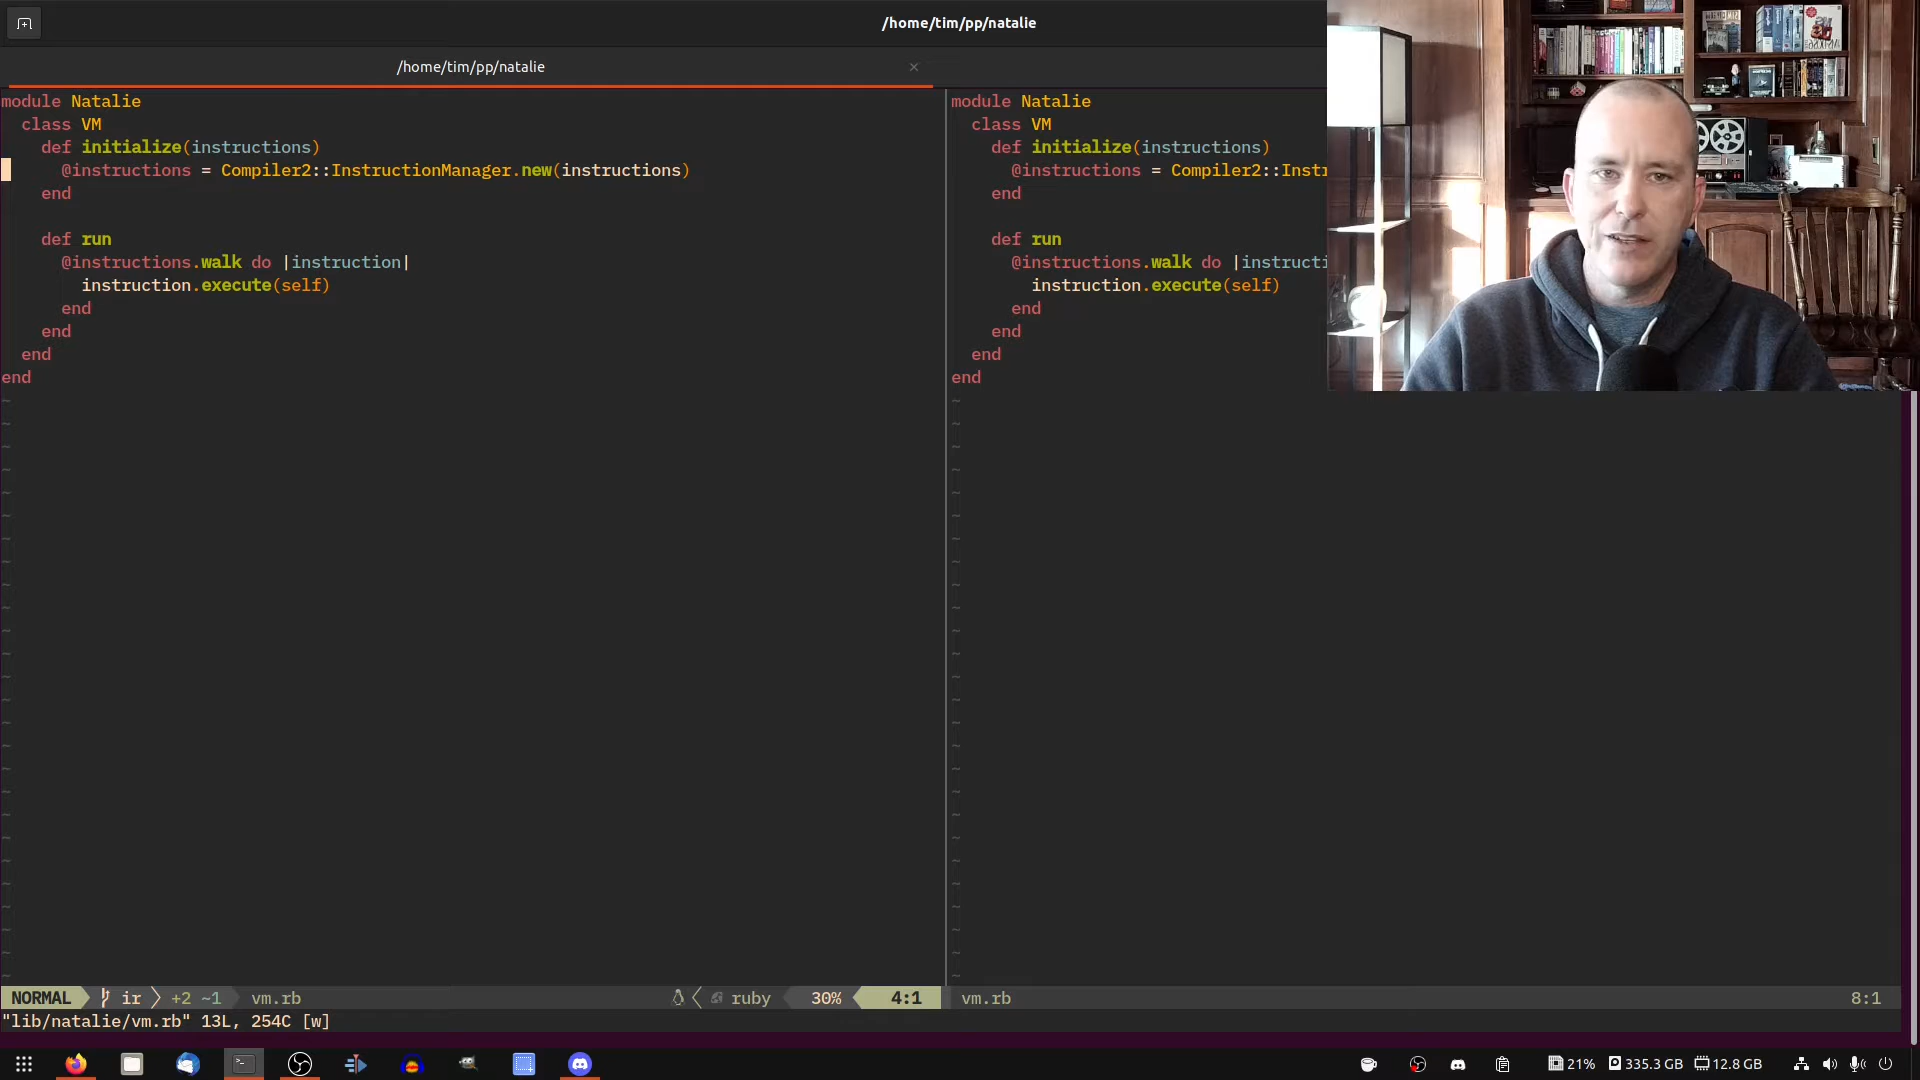 /home/tim/pp/natalie
/home/tim/pp/natalie
module Natalie
class VM
def initialize(instructions)
@instructions = Compiler2::InstructionManager.new(instructions)
end
def run
@instructions.walk do |instruction|
instruction.execute(self)
end
end
end
end
module Natalie
class VM
def initialize(instructions)
@instructions = Compiler2::Instr
end
def run
@instructions.walk do |instructi
instruction.execute(self)
end
end
end
end
NORMAL ir +2 ~1 vm.rb ruby 30% 4:1
vm.rb 8:1
"lib/natalie/vm.rb" 13L, 254C [w]
21% 335.3 GB 12.8 GB